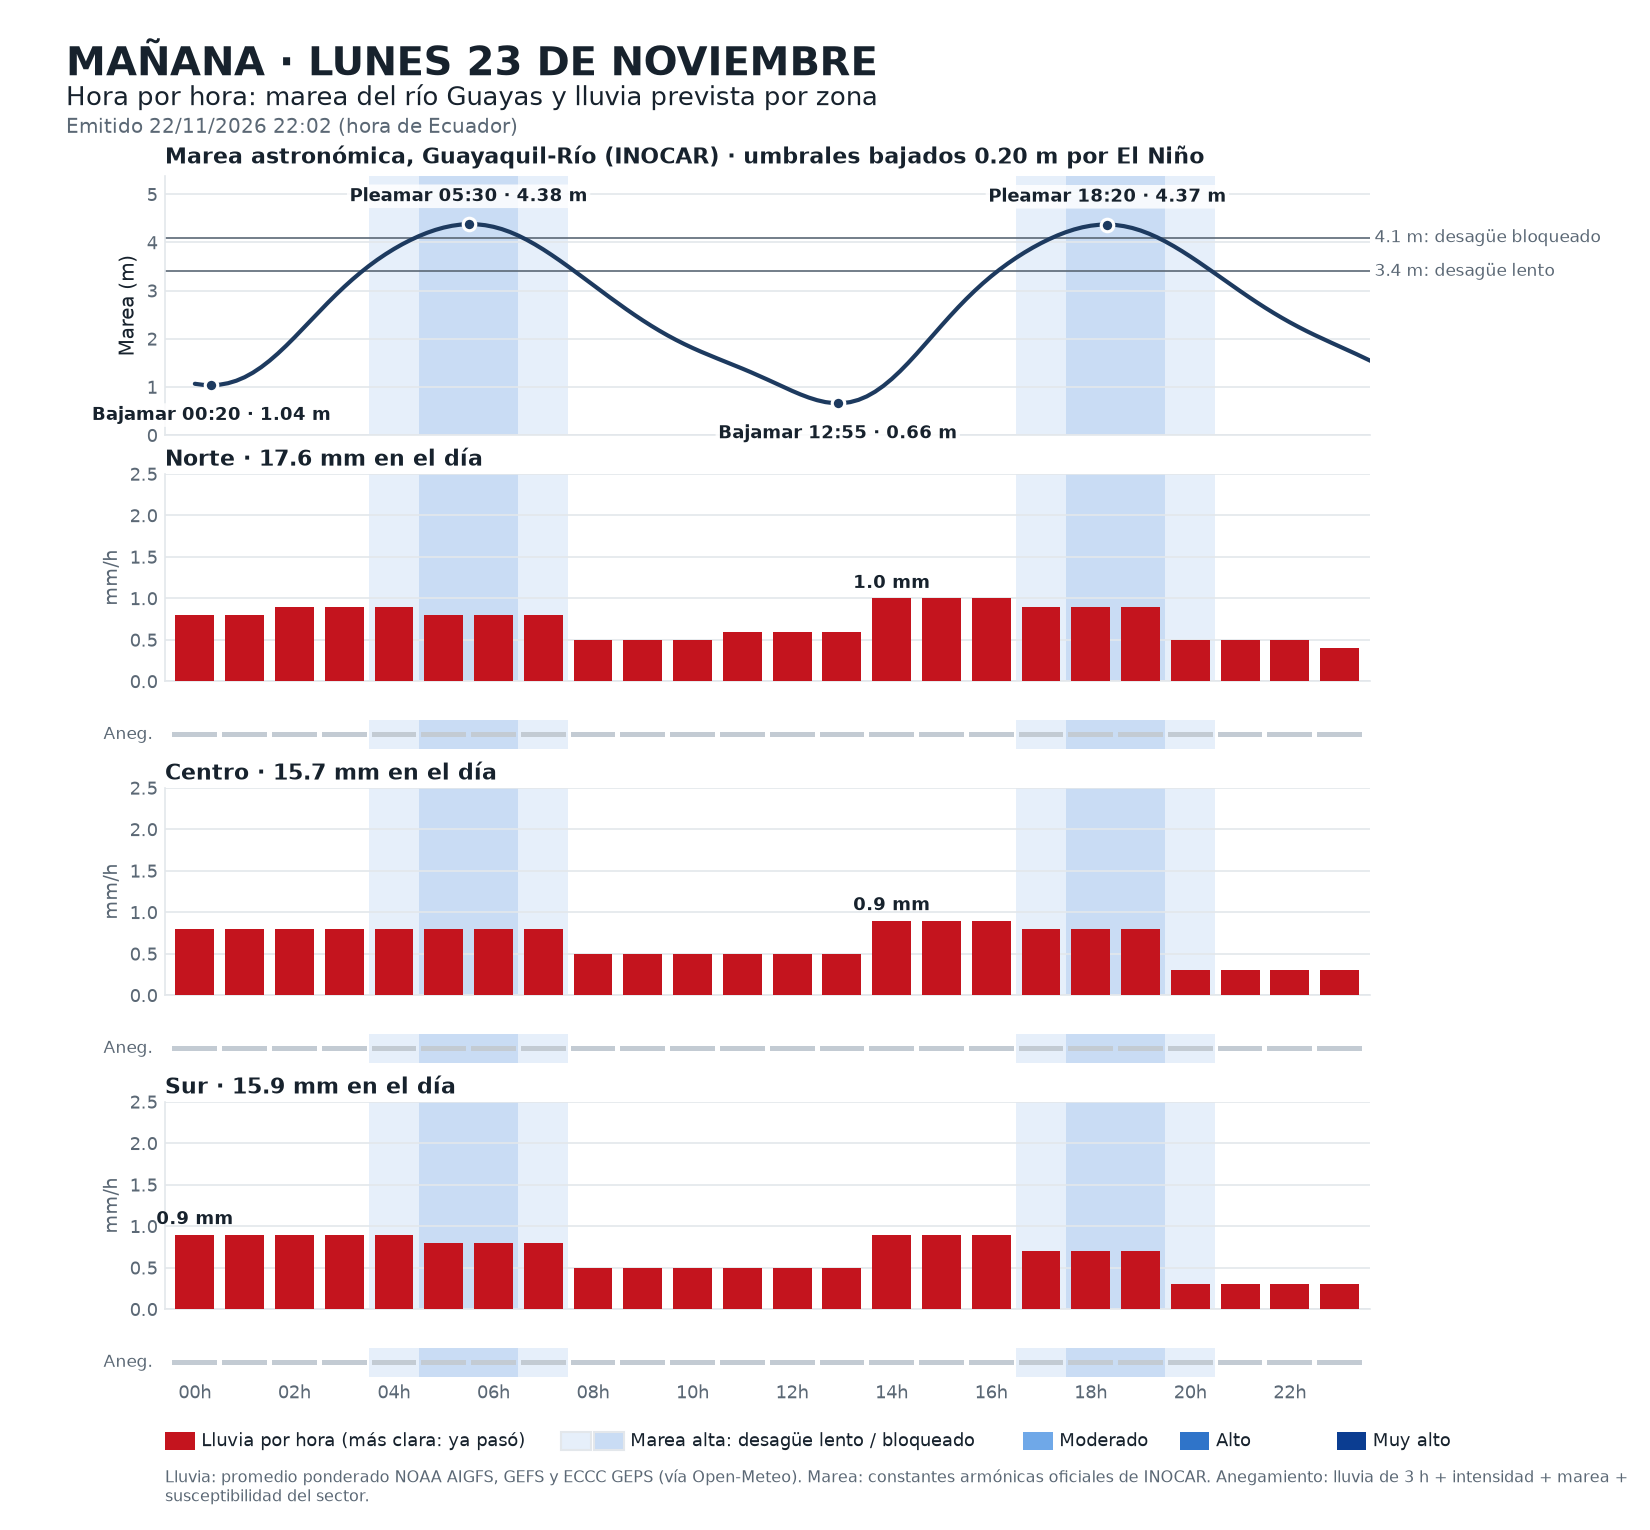 MAÑANA · LUNES 23 DE NOVIEMBRE
Hora por hora: marea del río Guayas y lluvia prevista por zona
Emitido 22/11/2026 22:02 (hora de Ecuador)
Marea astronómica, Guayaquil-Río (INOCAR) · umbrales bajados 0.20 m por El Niño
Marea (m)
5
4
3
2
1
0
Pleamar 05:30 · 4.38 m
Pleamar 18:20 · 4.37 m
4.1 m: desagüe bloqueado
3.4 m: desagüe lento
Bajamar 00:20 · 1.04 m
Bajamar 12:55 · 0.66 m
Norte · 17.6 mm en el día
mm/h
2.5
2.0
1.5
1.0
0.5
0.0
1.0 mm
Aneg.
Centro · 15.7 mm en el día
mm/h
2.5
2.0
1.5
1.0
0.5
0.0
0.9 mm
Aneg.
Sur · 15.9 mm en el día
mm/h
2.5
2.0
1.5
1.0
0.5
0.0
0.9 mm
Aneg.
00h 02h 04h 06h 08h 10h 12h 14h 16h 18h 20h 22h
Lluvia por hora (más clara: ya pasó) Marea alta: desagüe lento / bloqueado Moderado Alto Muy alto
Lluvia: promedio ponderado NOAA AIGFS, GEFS y ECCC GEPS (vía Open-Meteo). Marea: constantes armónicas oficiales de INOCAR. Anegamiento: lluvia de 3 h + intensidad + marea +
susceptibilidad del sector.